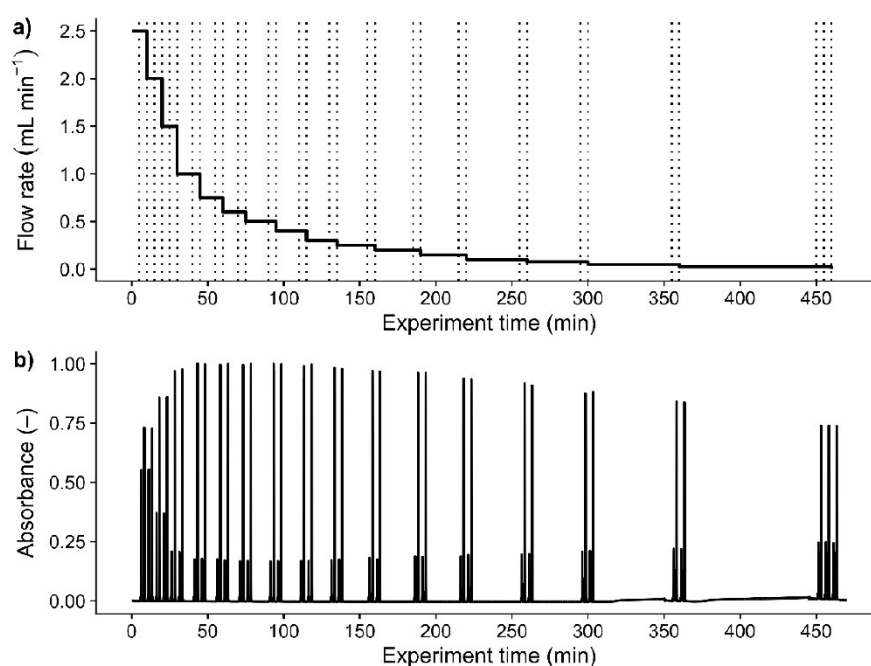 a)
Flow rate (mL min⁻¹)
2.5
2.0
1.5
1.0
0.5
0.0
0 50 100 150 200 250 300 350 400 450
Experiment time (min)
b)
Absorbance (–)
1.00
0.75
0.50
0.25
0.00
0 50 100 150 200 250 300 350 400 450
Experiment time (min)